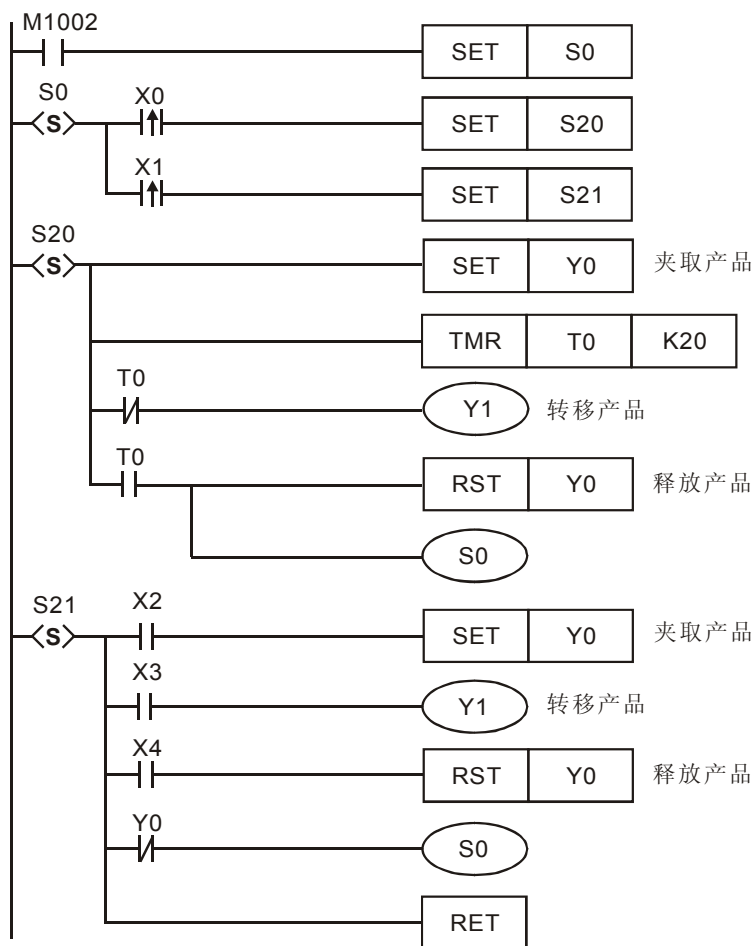 M1002
SET S0
S0
S X0
SET S20
X1
SET S21
S20
S SET Y0 夹取产品
TMR T0 K20
T0
Y1 转移产品
T0
RST Y0 释放产品
S0
S21
S X2
SET Y0 夹取产品
X3
Y1 转移产品
X4
RST Y0 释放产品
Y0
S0
RET